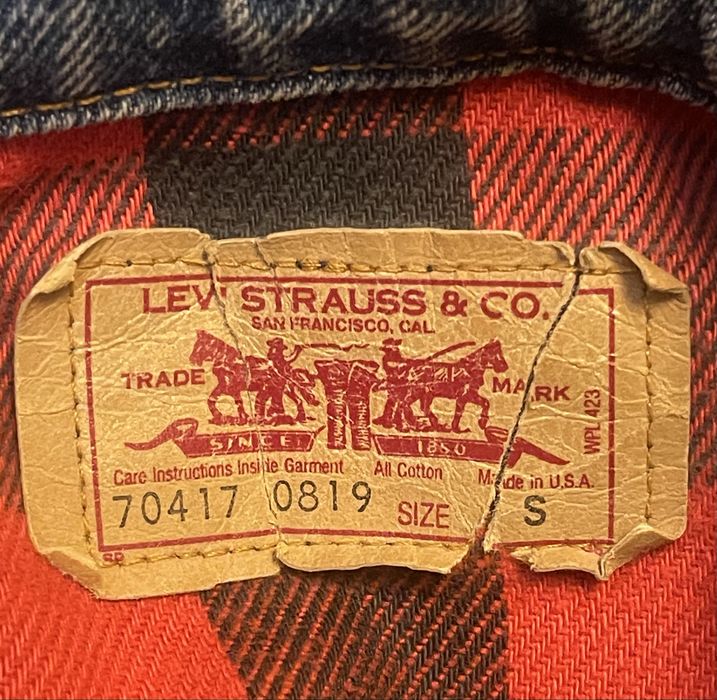 LEVI STRAUSS & CO.
SAN FRANCISCO, CAL.
TRADE MARK
SINCE 1850
WPL 423
Care Instructions Inside Garment All Cotton Made in U.S.A.
70417 0819 SIZE S
SP